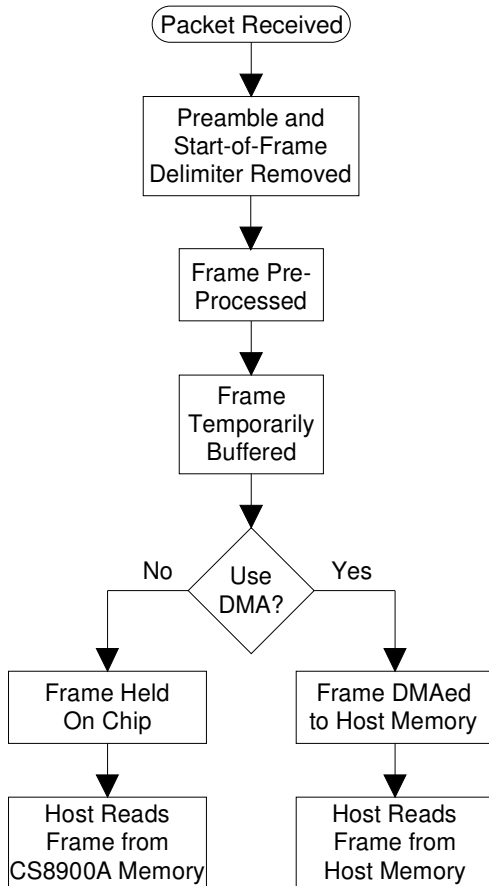 Packet Received
Preamble and
Start-of-Frame
Delimiter Removed
Frame Pre-
Processed
Frame
Temporarily
Buffered
No
Use
DMA?
Yes
Frame Held
On Chip
Frame DMAed
to Host Memory
Host Reads
Frame from
CS8900A Memory
Host Reads
Frame from
Host Memory